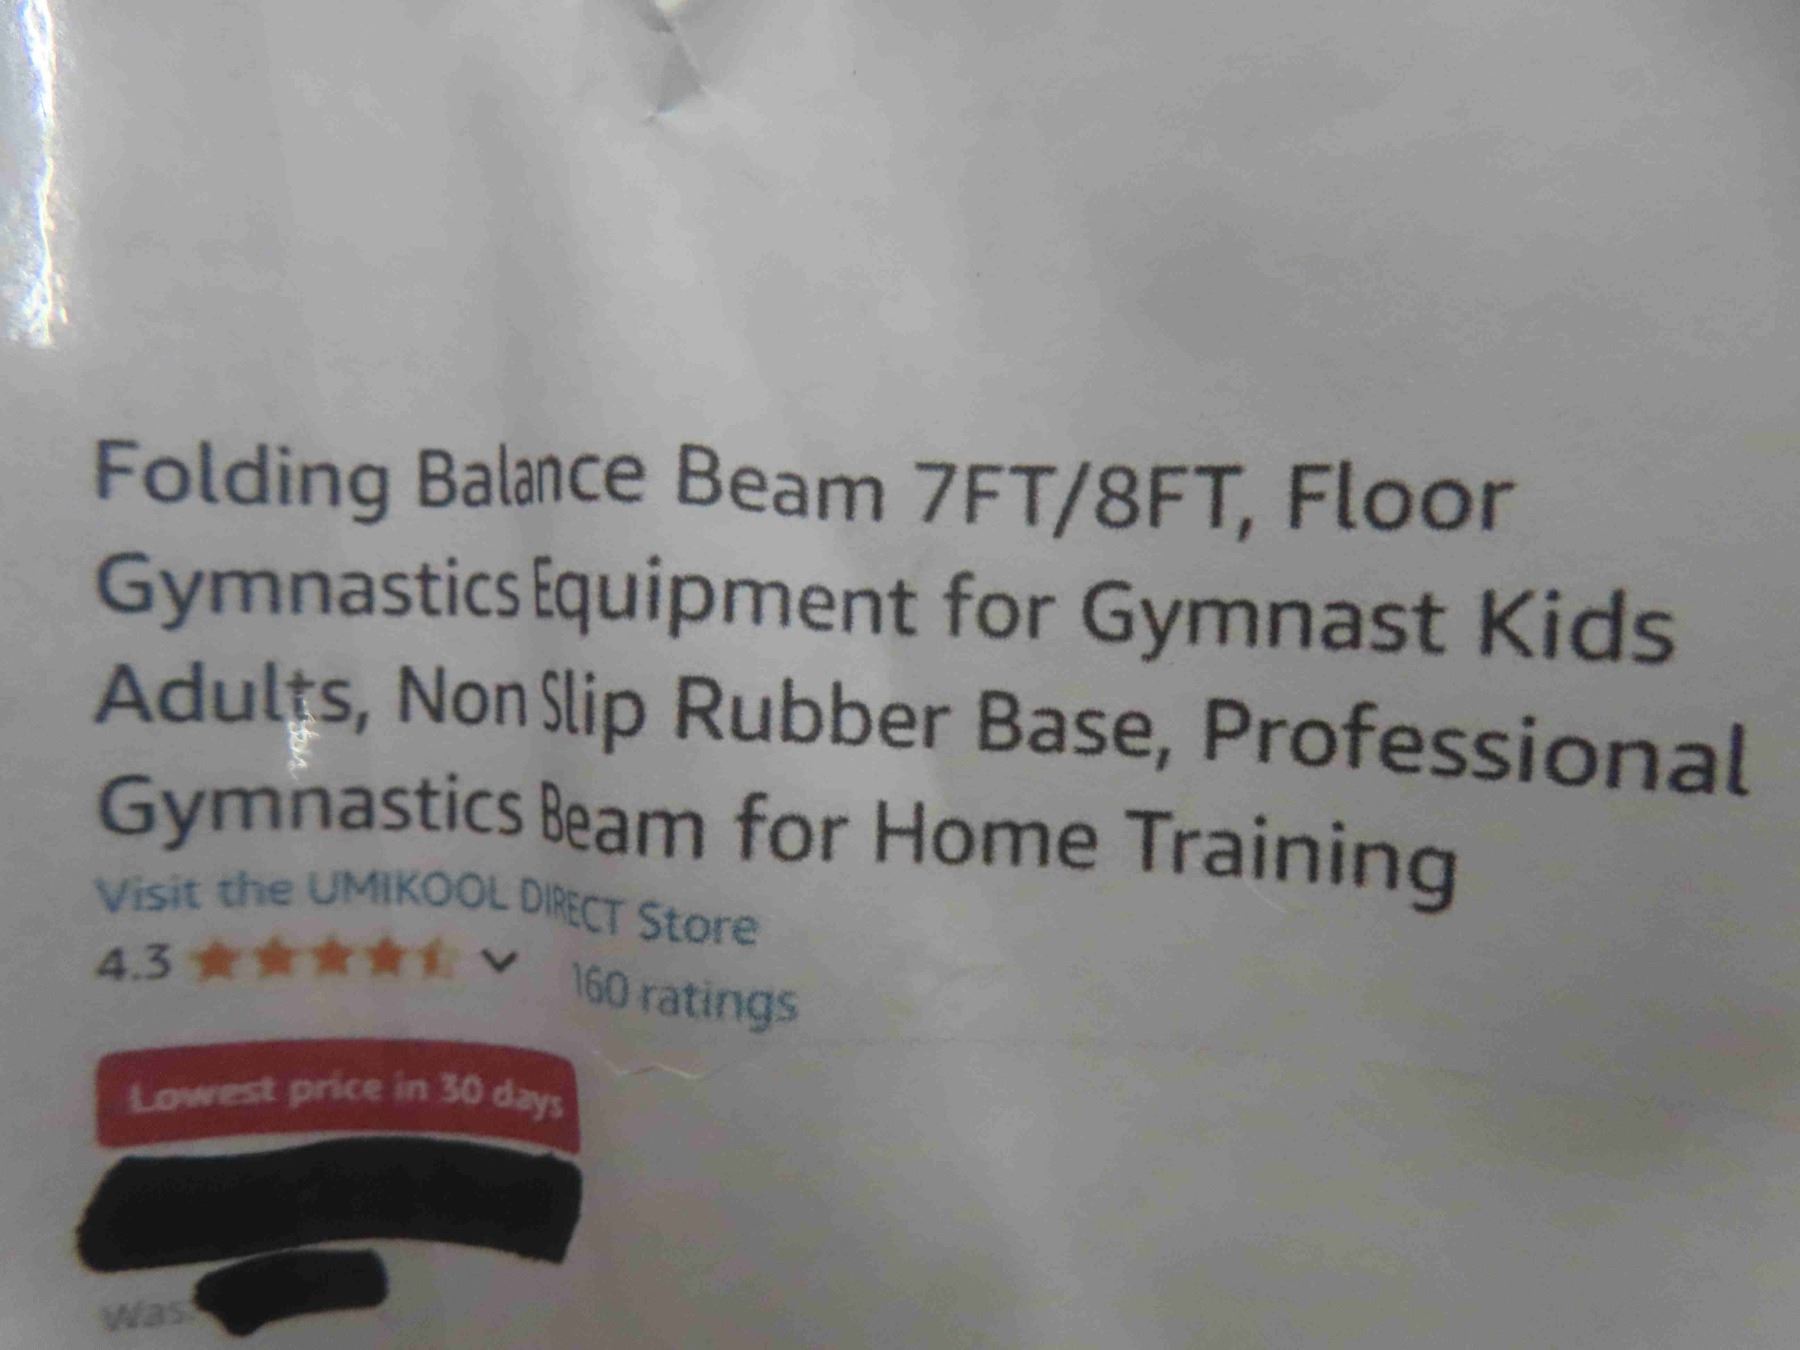 Folding Balance Beam 7FT/8FT, Floor
Gymnastics Equipment for Gymnast Kids
Adults, Non Slip Rubber Base, Professional
Gymnastics Beam for Home Training
Visit the UMIKOOL DIRECT Store
4.3
160 ratings
Lowest price in 30 days
Was: